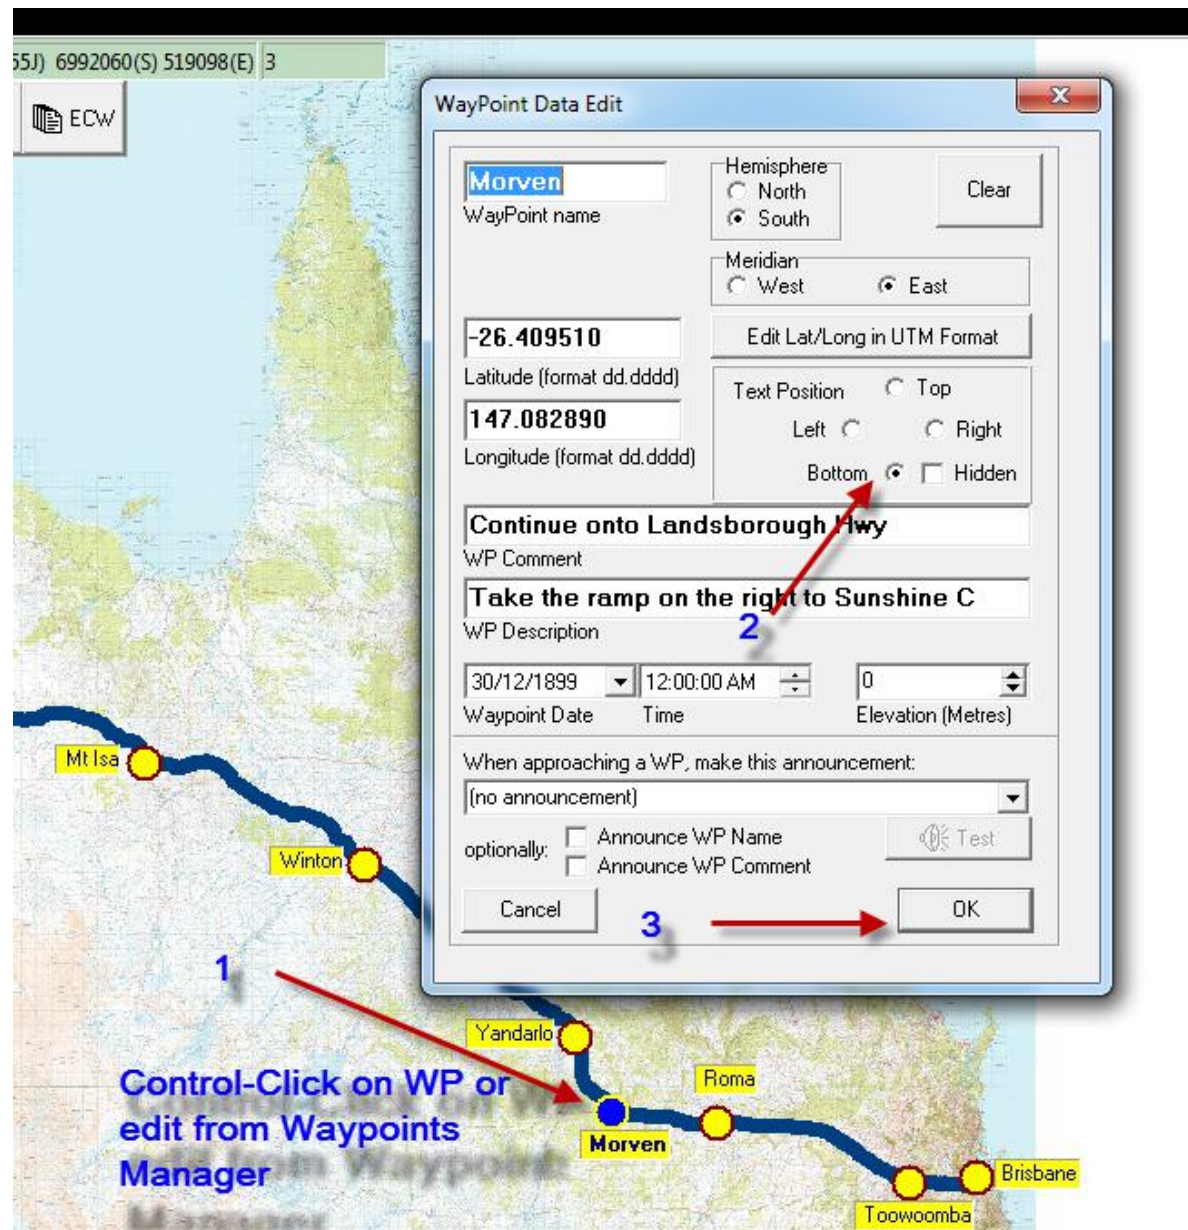 55J) 6992060(S) 519098(E) 3
ECW
WayPoint Data Edit
Morven
WayPoint name
Hemisphere
North
South
Clear
Meridian
West East
-26.409510
Latitude (format dd.dddd)
Edit Lat/Long in UTM Format
147.082890
Longitude (format dd.dddd)
Text Position Top
Left Right
Bottom Hidden
Continue onto Landsborough Hwy
WP Comment
Take the ramp on the right to Sunshine C
WP Description
2
30/12/1899 12:00:00 AM 0
Waypoint Date Time Elevation (Metres)
When approaching a WP, make this announcement:
(no announcement)
optionally: Announce WP Name
Announce WP Comment
Test
Cancel
3
OK
Mt Isa
Winton
1
Yandarlo
Control-Click on WP or
edit from Waypoints
Manager
Roma
Morven
Brisbane
Toowoomba